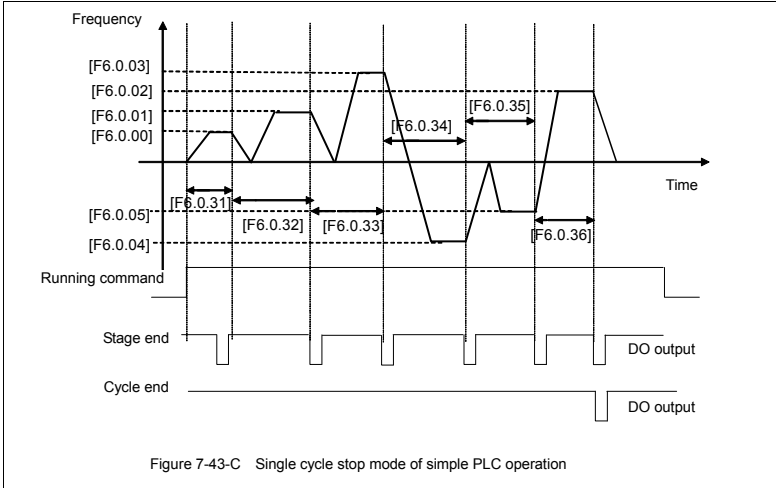 Frequency
[F6.0.03]
[F6.0.02]
[F6.0.01]
[F6.0.00]
[F6.0.35]
[F6.0.34]
Time
[F6.0.31]
[F6.0.32]
[F6.0.33]
[F6.0.36]
[F6.0.05]
[F6.0.04]
Running command
Stage end
DO output
Cycle end
DO output
Figure 7-43-C Single cycle stop mode of simple PLC operation